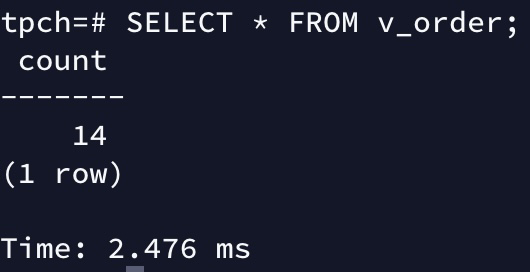 tpch=# SELECT * FROM v_order;
 count
-------
    14
(1 row)

Time: 2.476 ms